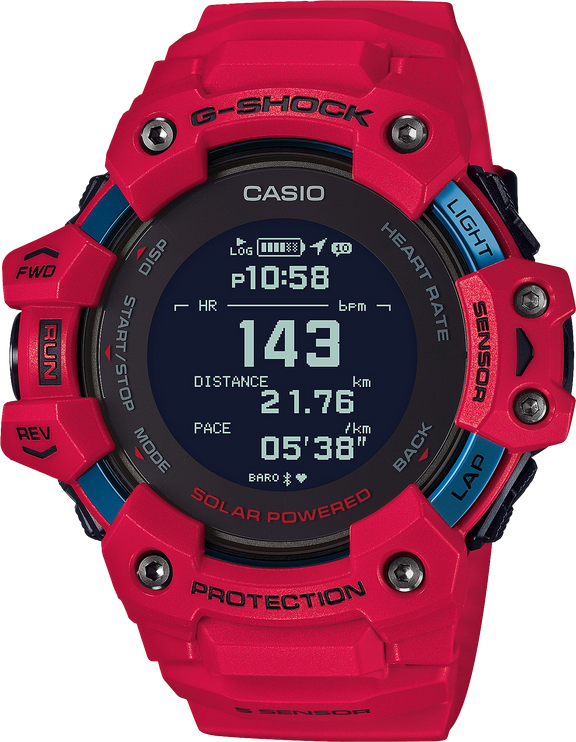 G-SHOCK
CASIO
LIGHT
DISP
HEART RATE
FWD
LOG 10
P10:58
HR bpm
143
DISTANCE km
21.76
PACE /km
05'38"
BARO
START/STOP
RUN
SENSOR
REV
MODE
BACK
LAP
SOLAR POWERED
PROTECTION
5 SENSOR